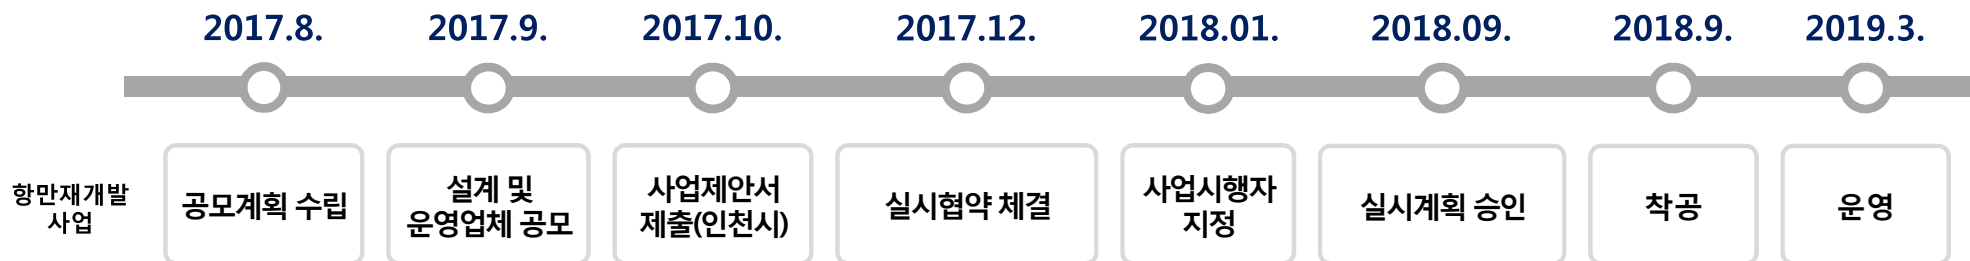 2017.8.
2017.9.
2017.10.
2017.12.
2018.01.
2018.09.
2018.9.
2019.3.
항만재개발
사업
공모계획 수립
설계 및
운영업체 공모
사업제안서
제출(인천시)
실시협약 체결
사업시행자
지정
실시계획 승인
착공
운영